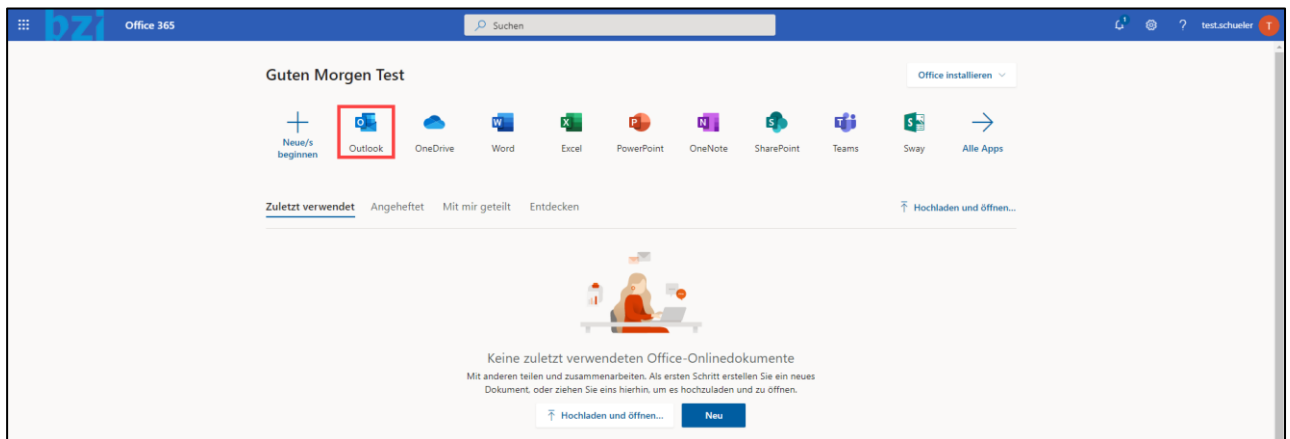 bzi Office 365 Suchen 1 ? test.schueler T
Guten Morgen Test Office installieren
Neue/s beginnen Outlook OneDrive Word Excel PowerPoint OneNote SharePoint Teams Sway Alle Apps
Zuletzt verwendet Angeheftet Mit mir geteilt Entdecken Hochladen und öffnen...
Keine zuletzt verwendeten Office-Onlinedokumente
Mit anderen teilen und zusammenarbeiten. Als ersten Schritt erstellen Sie ein neues
Dokument, oder ziehen Sie eins hierhin, um es hochzuladen und zu öffnen.
Hochladen und öffnen... Neu